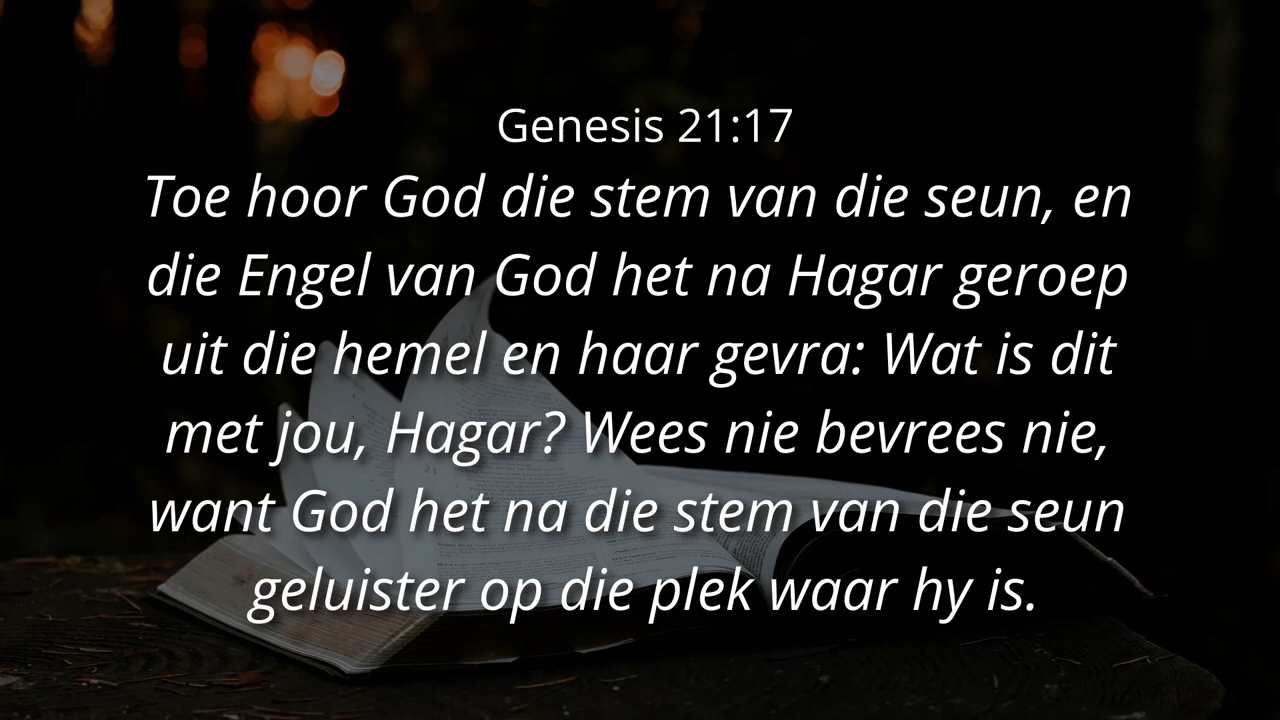 Genesis 21:17
Toe hoor God die stem van die seun, en
die Engel van God het na Hagar geroep
uit die hemel en haar gevra: Wat is dit
met jou, Hagar? Wees nie bevrees nie,
want God het na die stem van die seun
geluister op die plek waar hy is.